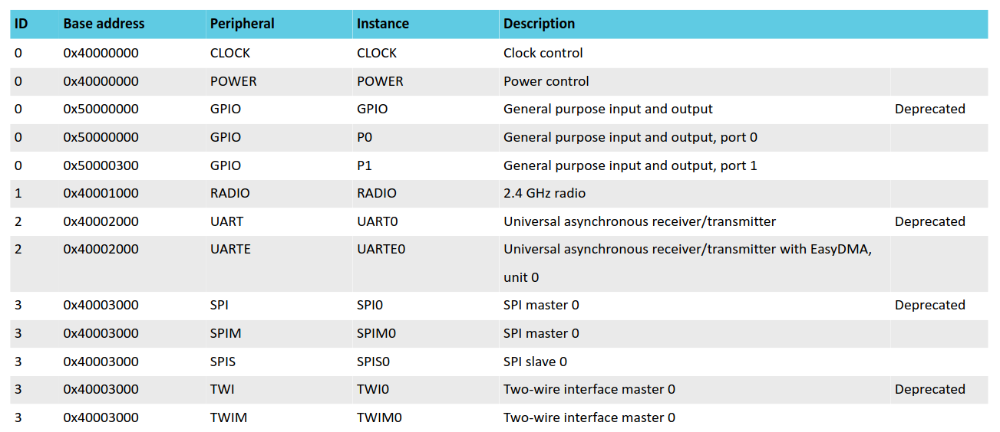 ID Base address Peripheral Instance Description
0 0x40000000 CLOCK CLOCK Clock control
0 0x40000000 POWER POWER Power control
0 0x50000000 GPIO GPIO General purpose input and output Deprecated
0 0x50000000 GPIO P0 General purpose input and output, port 0
0 0x50000300 GPIO P1 General purpose input and output, port 1
1 0x40001000 RADIO RADIO 2.4 GHz radio
2 0x40002000 UART UART0 Universal asynchronous receiver/transmitter Deprecated
2 0x40002000 UARTE UARTE0 Universal asynchronous receiver/transmitter with EasyDMA,
unit 0
3 0x40003000 SPI SPI0 SPI master 0 Deprecated
3 0x40003000 SPIM SPIM0 SPI master 0
3 0x40003000 SPIS SPIS0 SPI slave 0
3 0x40003000 TWI TWI0 Two-wire interface master 0 Deprecated
3 0x40003000 TWIM TWIM0 Two-wire interface master 0